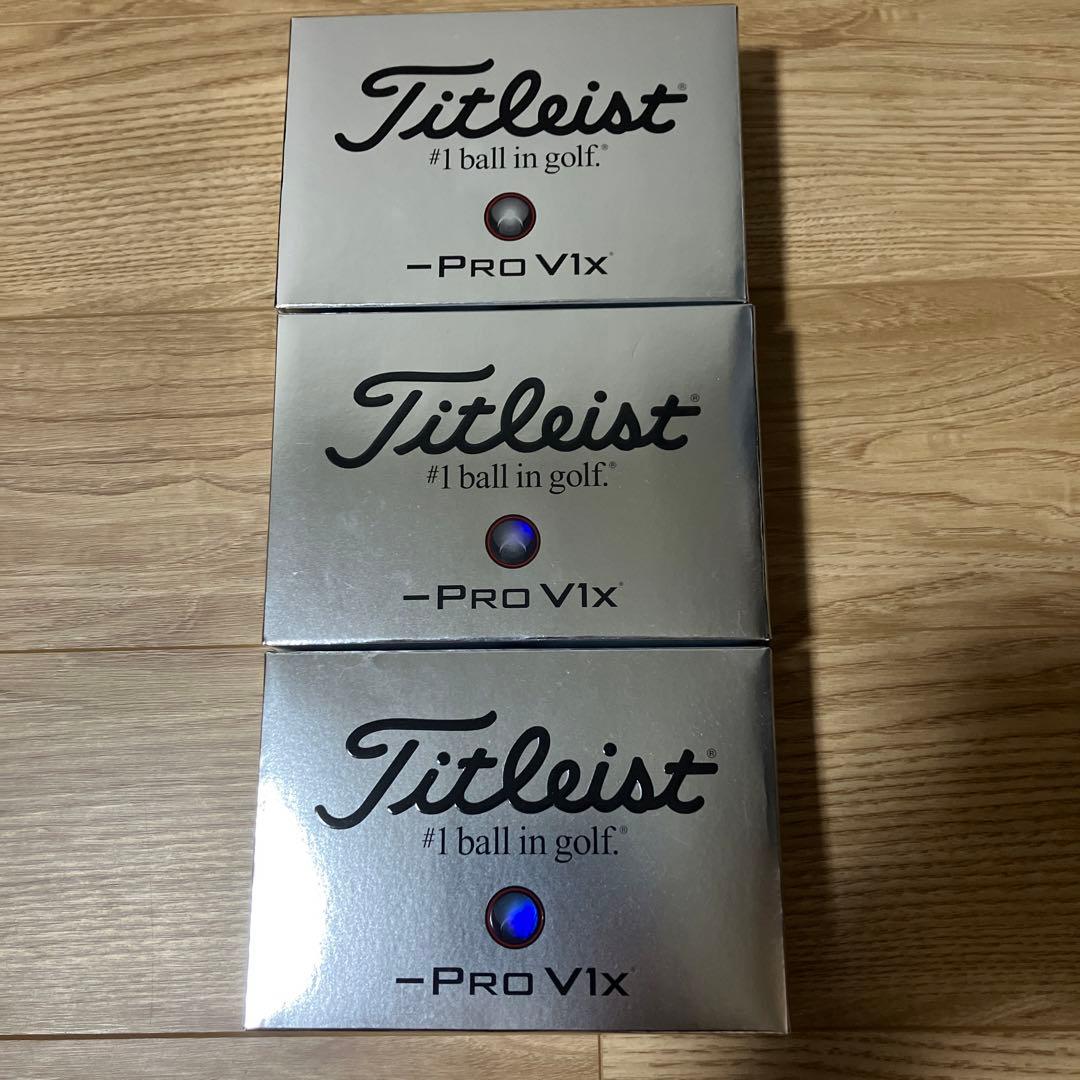 Titleist®
#1 ball in golf.®
–PRO V1x®
Titleist®
#1 ball in golf.®
–PRO V1x®
Titleist®
#1 ball in golf.®
–PRO V1x®